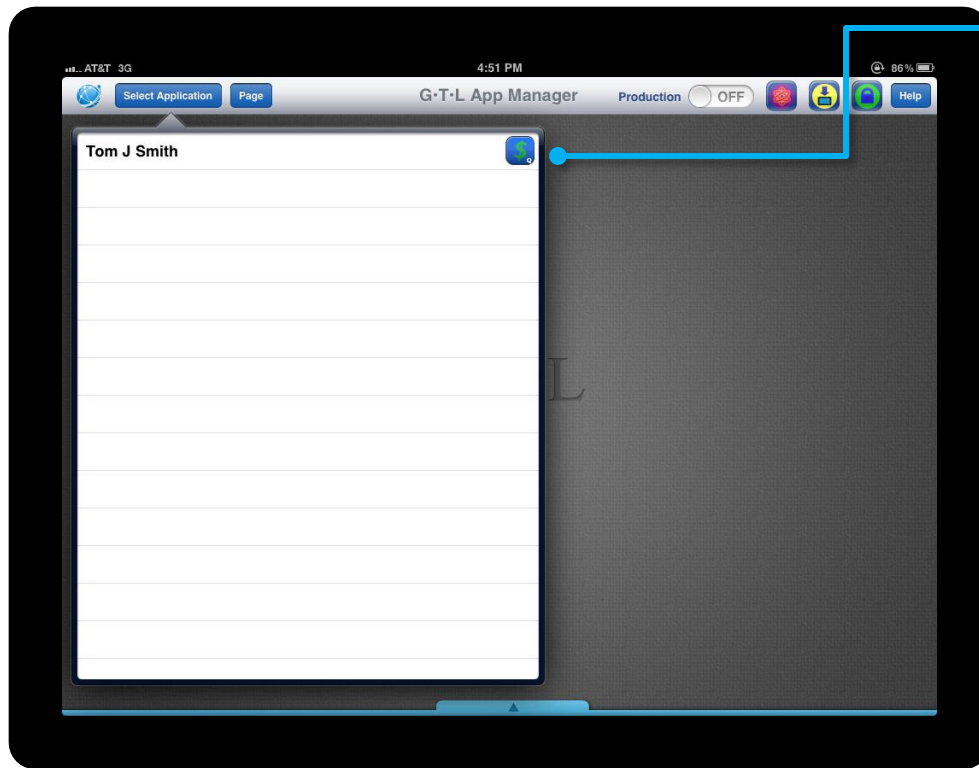 AT&T 3G 4:51 PM 86%
Select Application Page G·T·L App Manager Production OFF Help
Tom J Smith $ Q
L